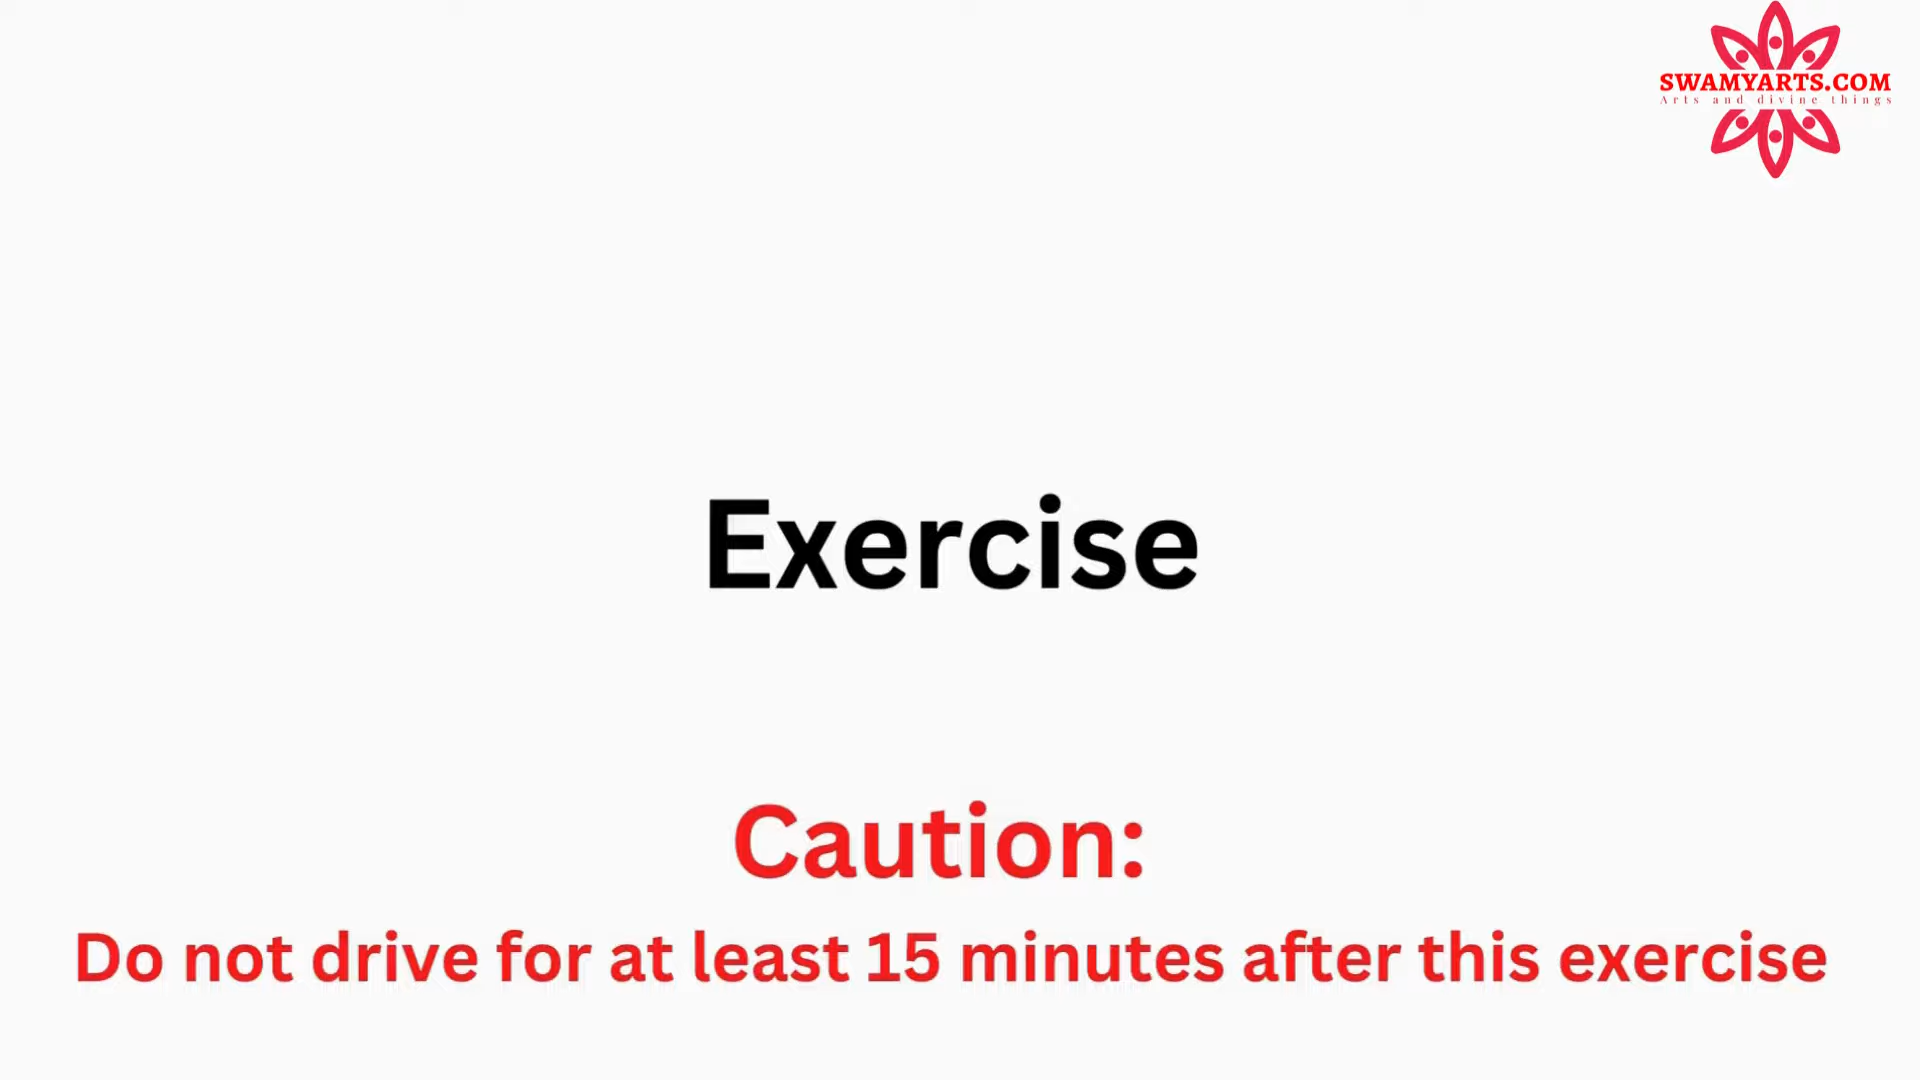 SWAMYARTS.COM
Arts and divine things
Exercise
Caution:
Do not drive for at least 15 minutes after this exercise